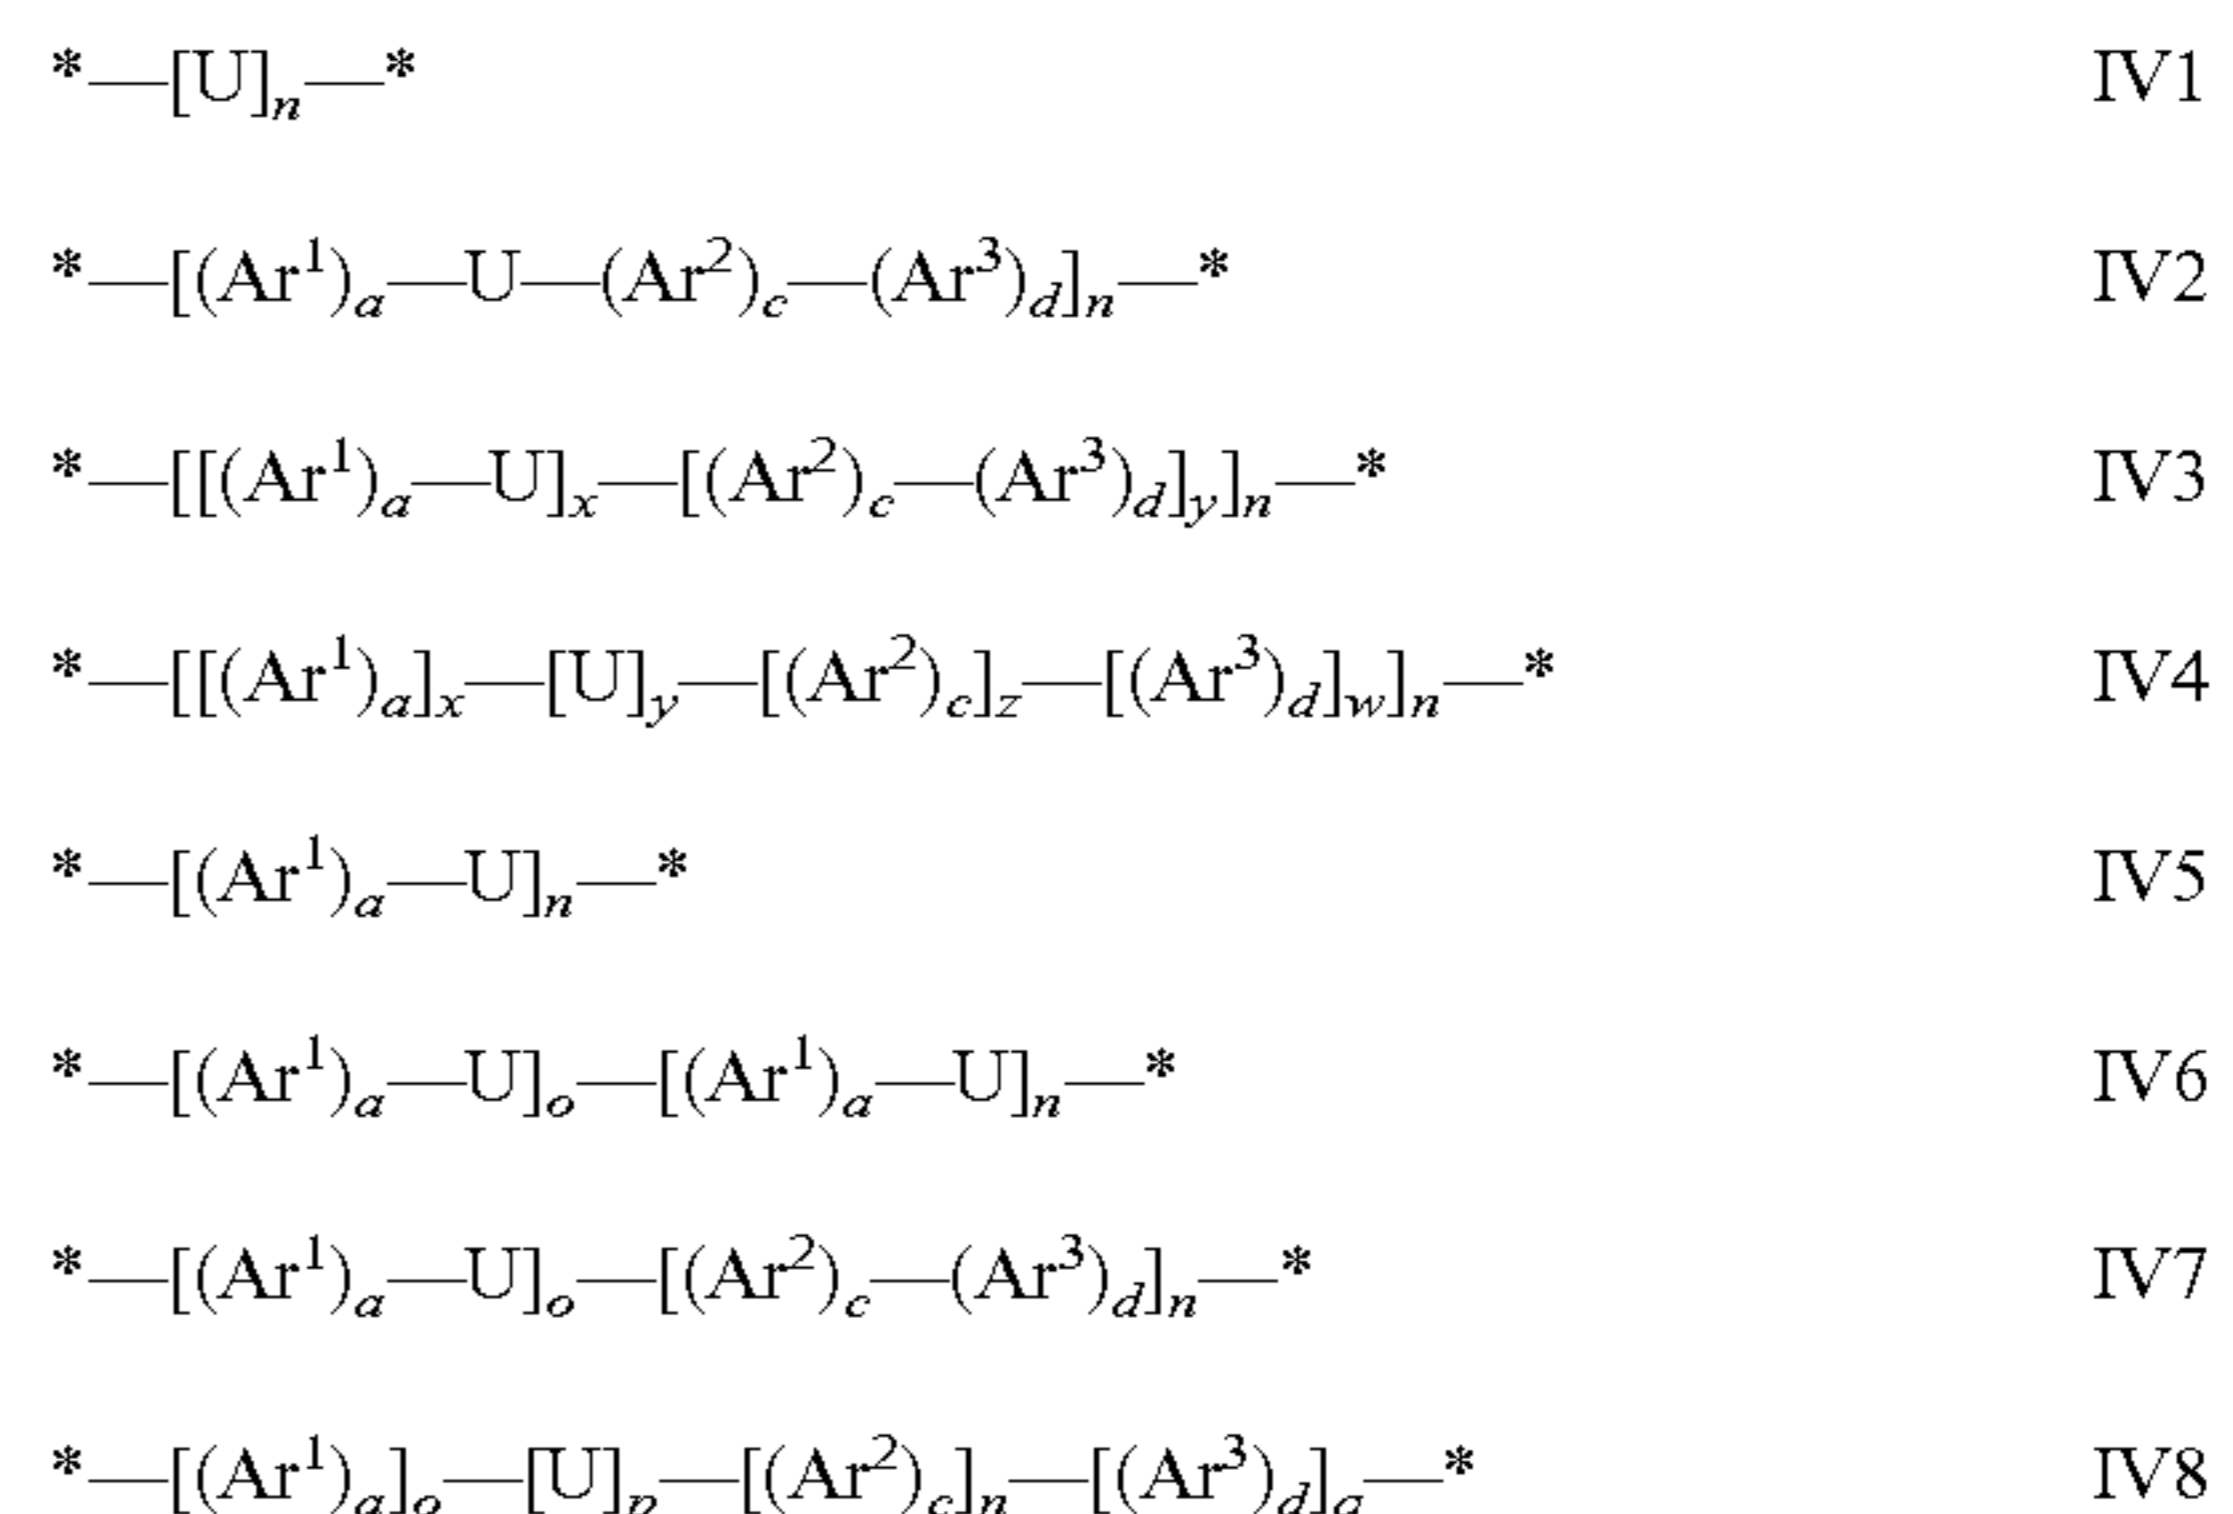 *—[U]n—* IV1
*—[(Ar1)a—U—(Ar2)c—(Ar3)d]n—* IV2
*—[[(Ar1)a—U]x—[(Ar2)c—(Ar3)d]y]n—* IV3
*—[[(Ar1)a]x—[U]y—[(Ar2)c]z—[(Ar3)d]w]n—* IV4
*—[(Ar1)a—U]n—* IV5
*—[(Ar1)a—U]o—[(Ar1)a—U]n—* IV6
*—[(Ar1)a—U]o—[(Ar2)c—(Ar3)d]n—* IV7
*—[(Ar1)a]o—[U]p—[(Ar2)c]n—[(Ar3)d]q—* IV8